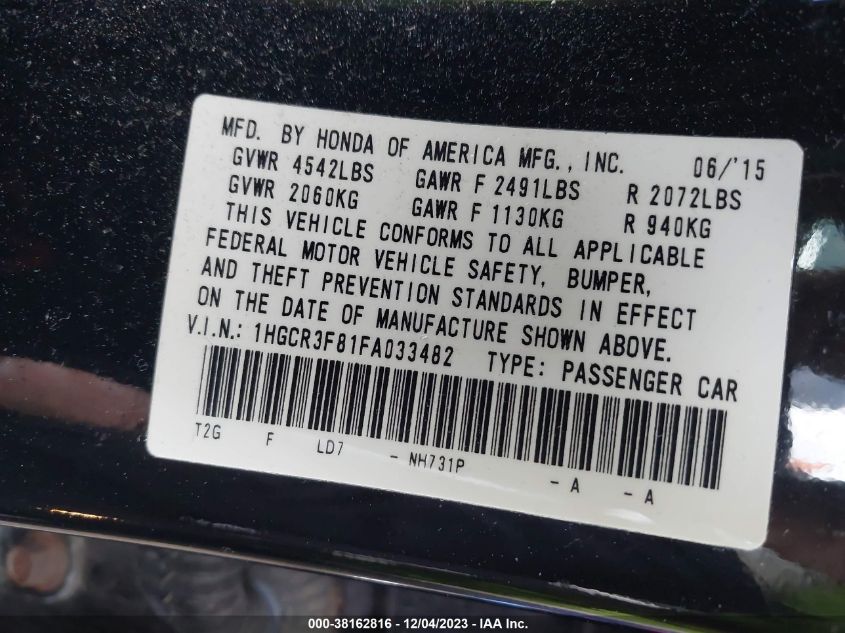 MFD. BY HONDA OF AMERICA MFG., INC. 06/'15
GVWR 4542LBS GAWR F 2491LBS R 2072LBS
GVWR 2060KG GAWR F 1130KG R 940KG
THIS VEHICLE CONFORMS TO ALL APPLICABLE
FEDERAL MOTOR VEHICLE SAFETY, BUMPER,
AND THEFT PREVENTION STANDARDS IN EFFECT
ON THE DATE OF MANUFACTURE SHOWN ABOVE.
V.I.N.: 1HGCR3F81FA033482 TYPE: PASSENGER CAR
T2G F LD7 - NH731P - A - A
000-38162816 - 12/04/2023 - IAA Inc.